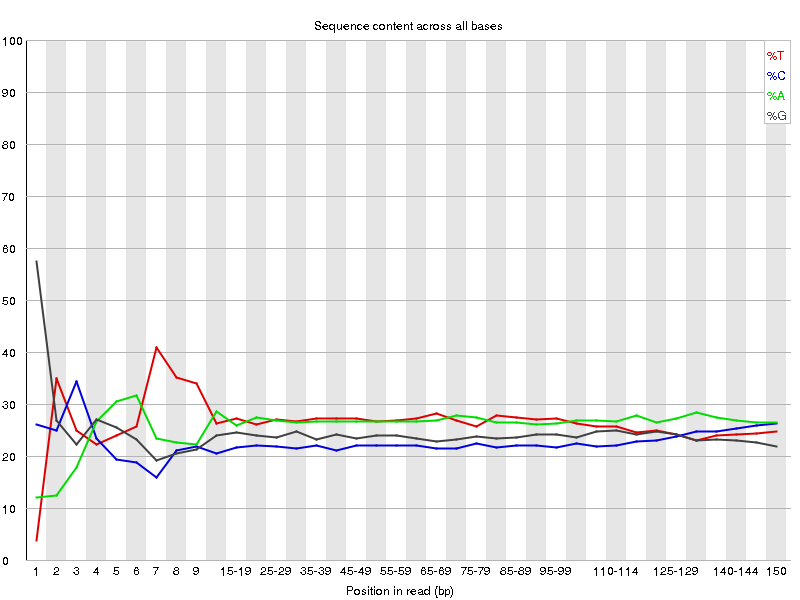 Sequence content across all bases
100
90
80
70
60
50
40
30
20
10
0
%T
%C
%A
%G
1 2 3 4 5 6 7 8 9 15-19 25-29 35-39 45-49 55-59 65-69 75-79 85-89 95-99 110-114 125-129 140-144 150
Position in read (bp)